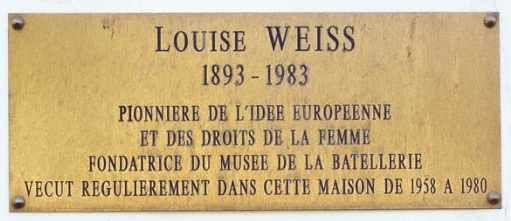 LOUISE WEISS
1893 - 1983
PIONNIERE DE L'IDEE EUROPEENNE
ET DES DROITS DE LA FEMME
FONDATRICE DU MUSEE DE LA BATELLERIE
VECUT REGULIEREMENT DANS CETTE MAISON DE 1958 A 1980